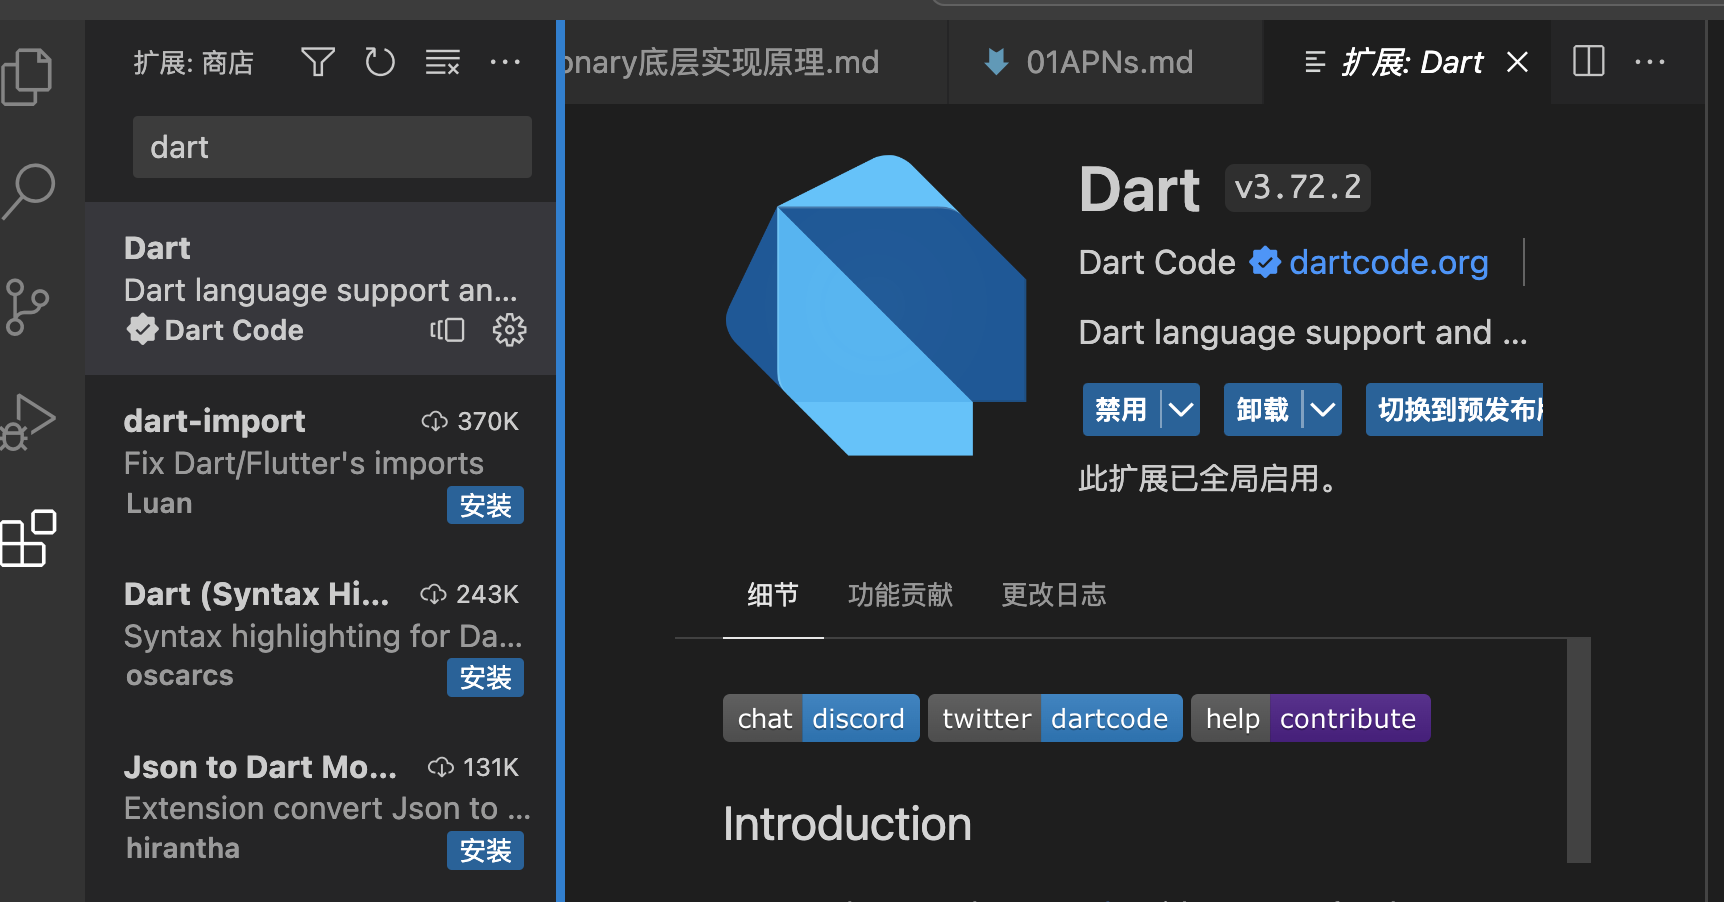 扩展: 商店
dart
Dart
Dart language support an...
Dart Code
dart-import 370K
Fix Dart/Flutter's imports
Luan
安装
Dart (Syntax Hi... 243K
Syntax highlighting for Da...
oscarcs
安装
Json to Dart Mo... 131K
Extension convert Json to ...
hirantha
安装
onary底层实现原理.md
01APNs.md
扩展: Dart
Dart v3.72.2
Dart Code dartcode.org
Dart language support and ...
禁用 卸载 切换到预发布
此扩展已全局启用。
细节 功能贡献 更改日志
chat discord twitter dartcode help contribute
Introduction